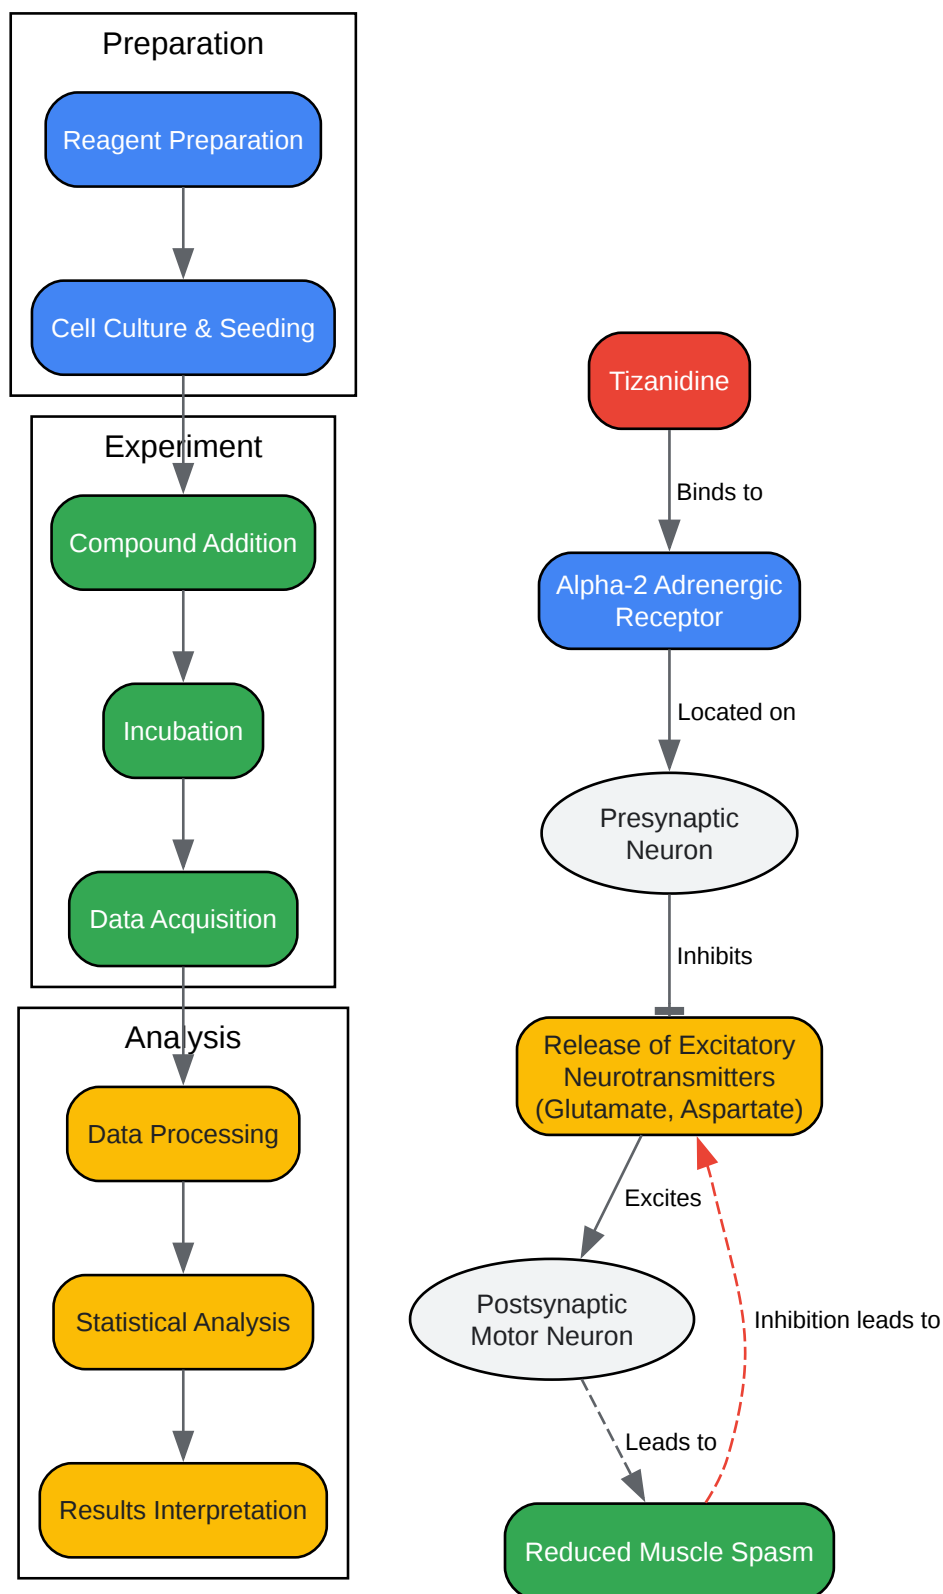 Preparation
Reagent Preparation
Cell Culture & Seeding
Experiment
Compound Addition
Incubation
Data Acquisition
Analysis
Data Processing
Statistical Analysis
Results Interpretation
Tizanidine
Binds to
Alpha-2 Adrenergic
Receptor
Located on
Presynaptic
Neuron
Inhibits
Release of Excitatory
Neurotransmitters
(Glutamate, Aspartate)
Excites
Postsynaptic
Motor Neuron
Inhibition leads to
Leads to
Reduced Muscle Spasm